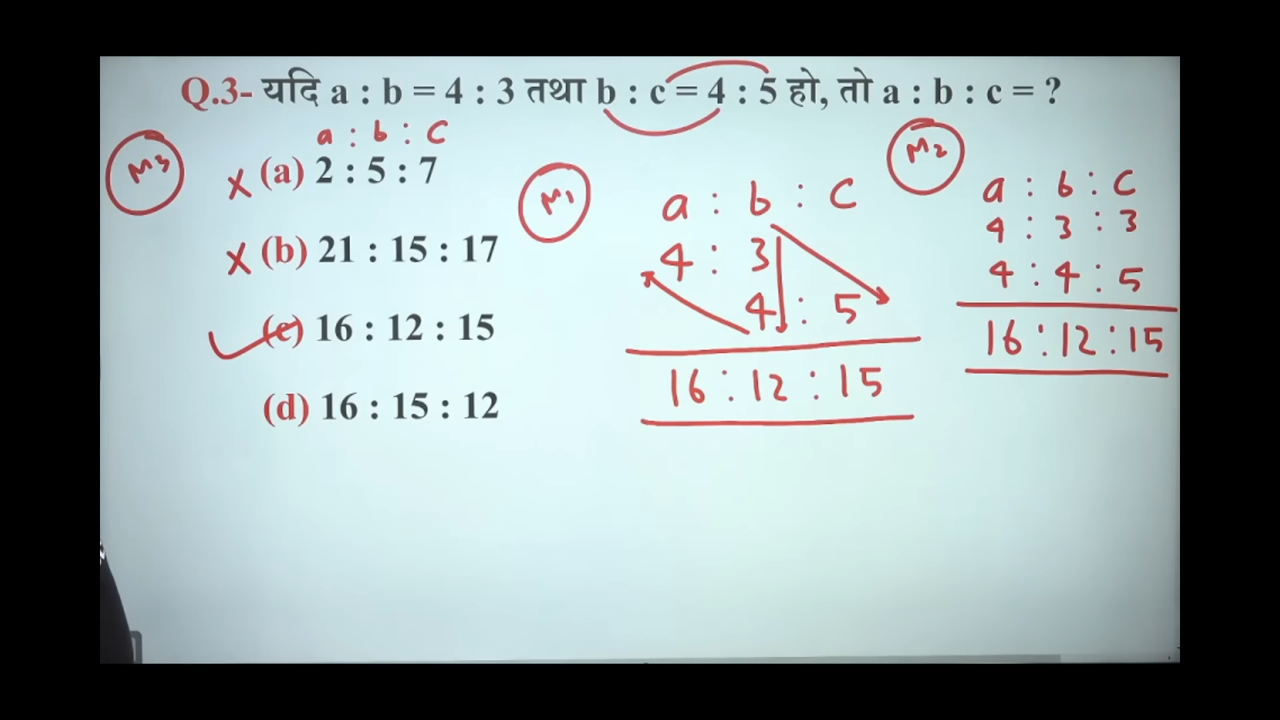 Q.3- यदि a : b = 4 : 3 तथा b : c = 4 : 5 हो, तो a : b : c = ?
a : b : c
M3
x (a) 2 : 5 : 7
x (b) 21 : 15 : 17
(c) 16 : 12 : 15
(d) 16 : 15 : 12
M1
a : b : c
4 : 3
4 : 5
16 : 12 : 15
M2
a : b : c
4 : 3 : 3
4 : 4 : 5
16 : 12 : 15